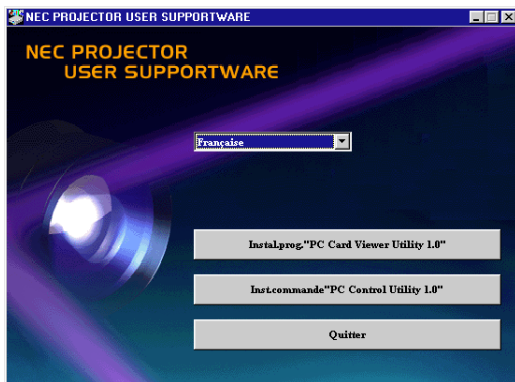 NEC PROJECTOR USER SUPPORTWARE
NEC PROJECTOR
USER SUPPORTWARE
Française
Instal.prog."PC Card Viewer Utility 1.0"
Inst.commande"PC Control Utility 1.0"
Quitter